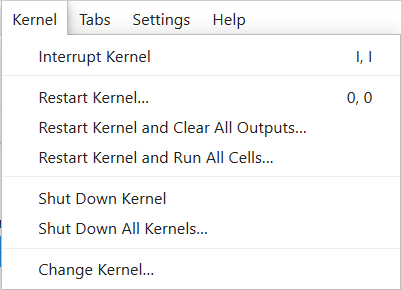 Kernel Tabs Settings Help
Interrupt Kernel I, I
Restart Kernel... 0, 0
Restart Kernel and Clear All Outputs...
Restart Kernel and Run All Cells...
Shut Down Kernel
Shut Down All Kernels...
Change Kernel...